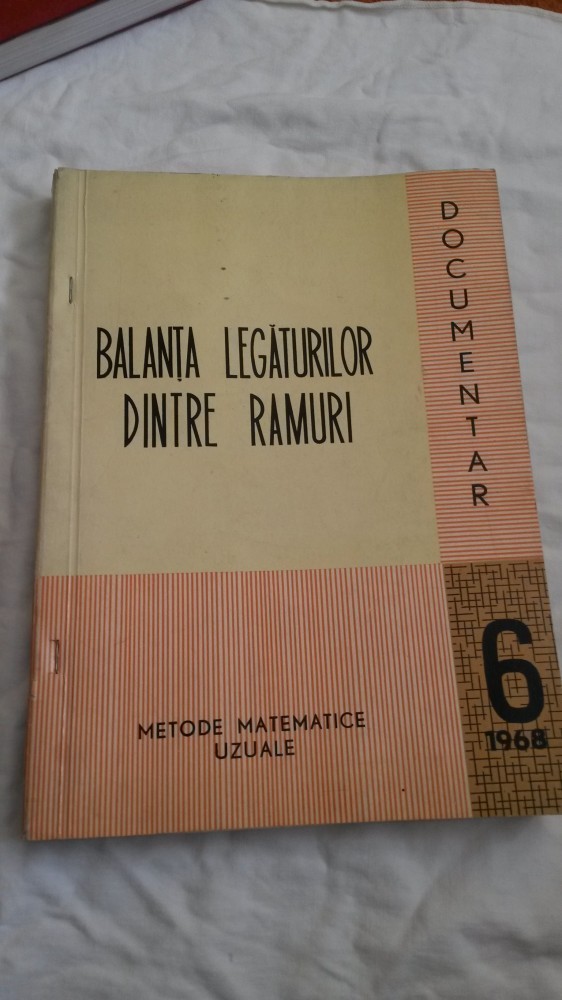 BALANȚA LEGĂTURILOR
DINTRE RAMURI
DOCUMENTAR
6
1968
METODE MATEMATICE
UZUALE